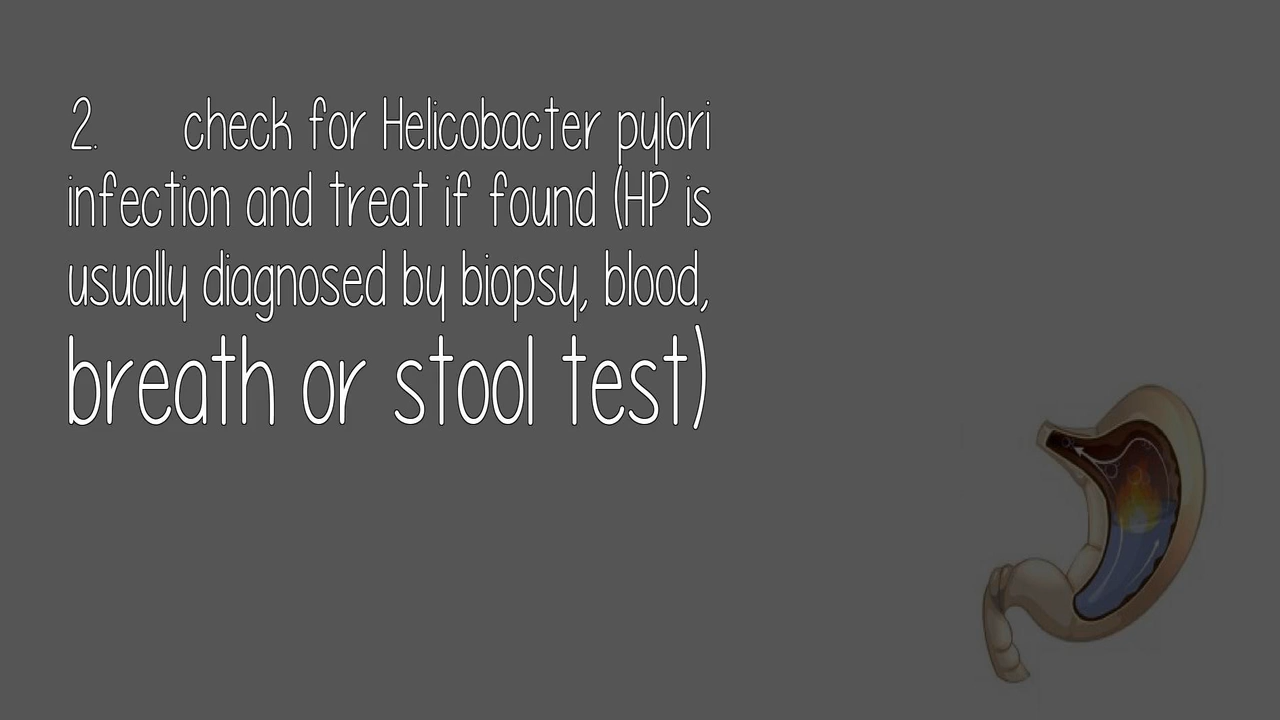 2. check for Helicobacter pylori
infection and treat if found (HP is
usually diagnosed by biopsy, blood,
breath or stool test)